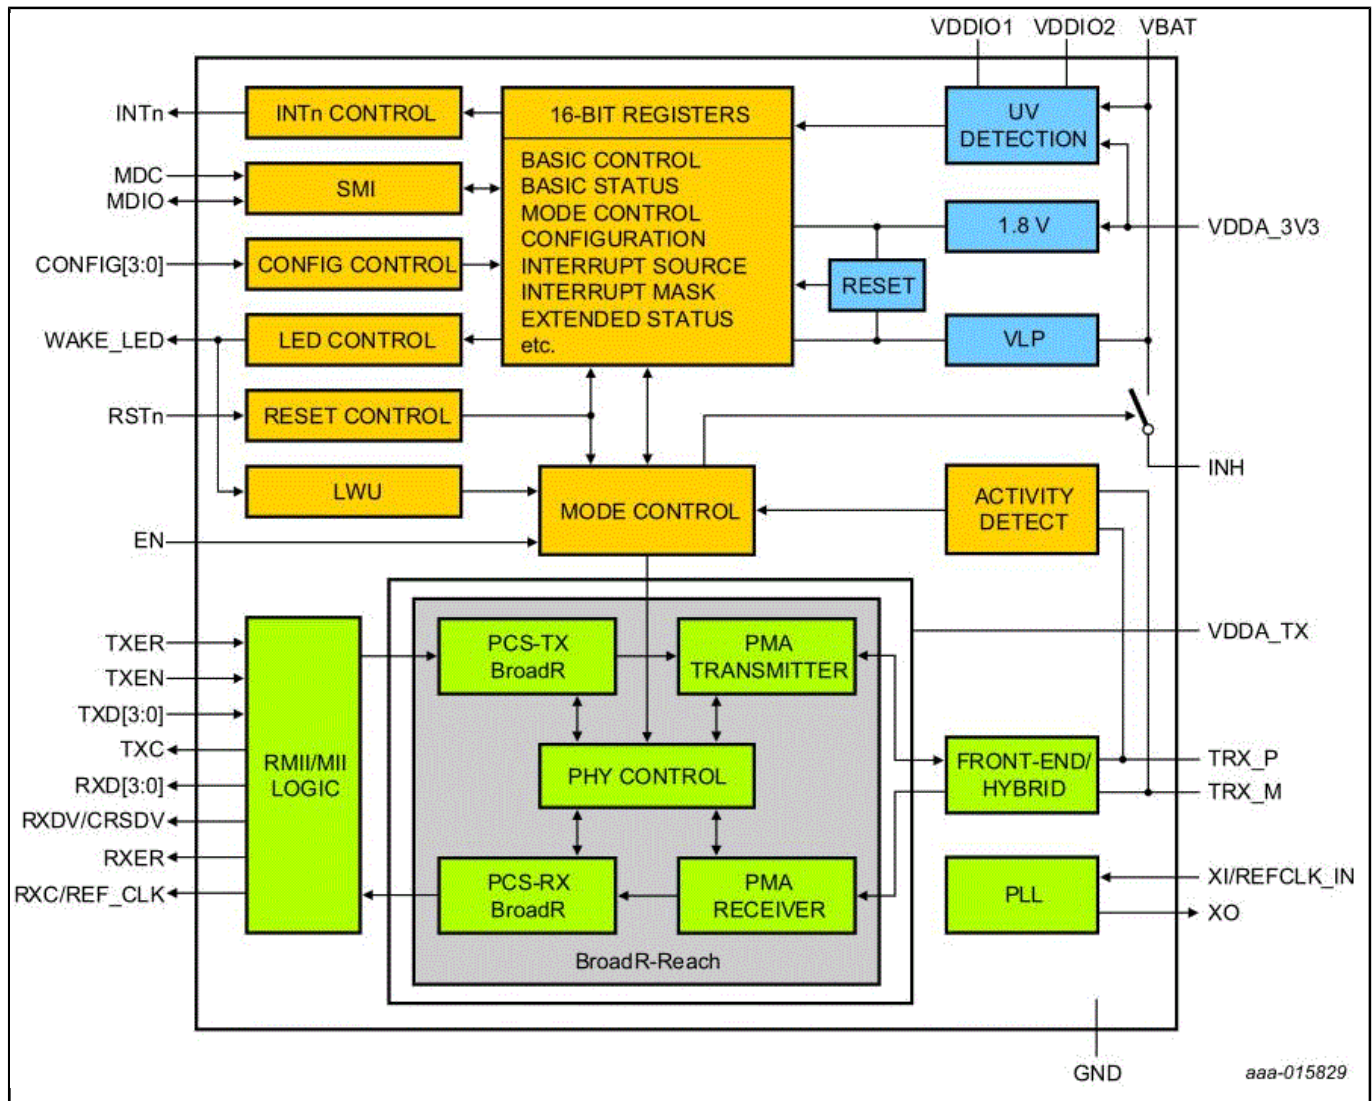 VDDIO1 VDDIO2 VBAT
INTn
INTn CONTROL
16-BIT REGISTERS
UV
DETECTION
MDC
MDIO
SMI
BASIC CONTROL
BASIC STATUS
MODE CONTROL
CONFIGURATION
INTERRUPT SOURCE
INTERRUPT MASK
EXTENDED STATUS
etc.
1.8 V
VDDA_3V3
CONFIG[3:0]
CONFIG CONTROL
RESET
WAKE_LED
LED CONTROL
VLP
RSTn
RESET CONTROL
INH
LWU
MODE CONTROL
ACTIVITY
DETECT
EN
TXER
TXEN
TXD[3:0]
TXC
RXD[3:0]
RXDV/CRSDV
RXER
RXC/REF_CLK
RMII/MII
LOGIC
PCS-TX
BroadR
PMA
TRANSMITTER
VDDA_TX
PHY CONTROL
FRONT-END/
HYBRID
TRX_P
TRX_M
PCS-RX
BroadR
PMA
RECEIVER
PLL
XI/REFCLK_IN
XO
BroadR-Reach
GND
aaa-015829